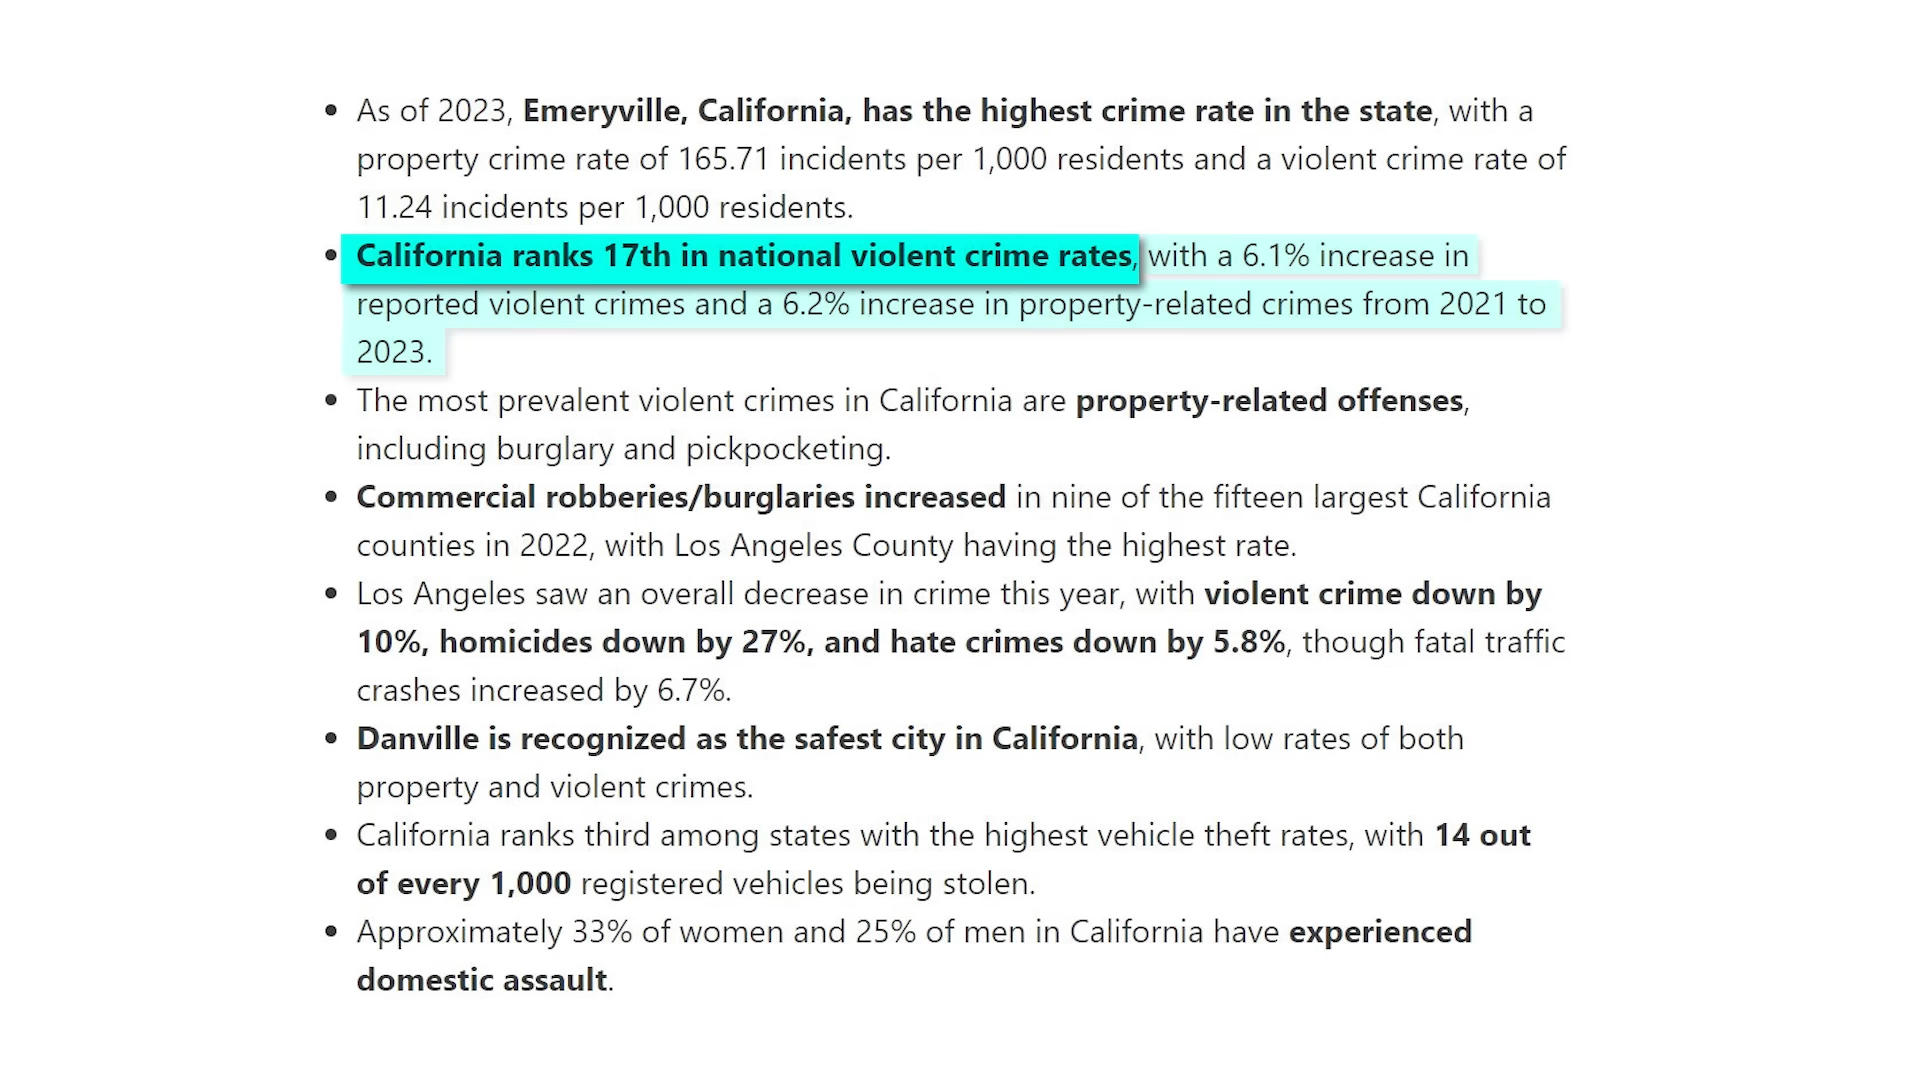 As of 2023, Emeryville, California, has the highest crime rate in the state, with a
property crime rate of 165.71 incidents per 1,000 residents and a violent crime rate of
11.24 incidents per 1,000 residents.
California ranks 17th in national violent crime rates, with a 6.1% increase in
reported violent crimes and a 6.2% increase in property-related crimes from 2021 to
2023.
The most prevalent violent crimes in California are property-related offenses,
including burglary and pickpocketing.
Commercial robberies/burglaries increased in nine of the fifteen largest California
counties in 2022, with Los Angeles County having the highest rate.
Los Angeles saw an overall decrease in crime this year, with violent crime down by
10%, homicides down by 27%, and hate crimes down by 5.8%, though fatal traffic
crashes increased by 6.7%.
Danville is recognized as the safest city in California, with low rates of both
property and violent crimes.
California ranks third among states with the highest vehicle theft rates, with 14 out
of every 1,000 registered vehicles being stolen.
Approximately 33% of women and 25% of men in California have experienced
domestic assault.